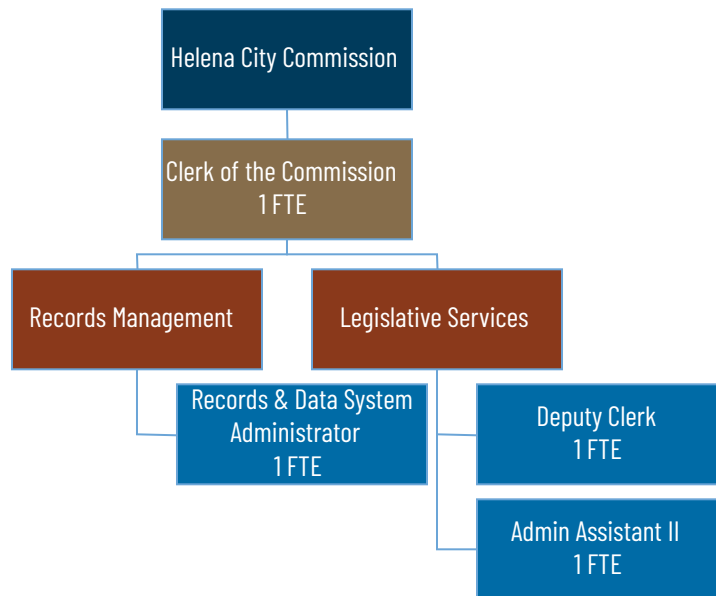 Helena City Commission
Clerk of the Commission
1 FTE
Records Management
Legislative Services
Records & Data System
Administrator
1 FTE
Deputy Clerk
1 FTE
Admin Assistant II
1 FTE